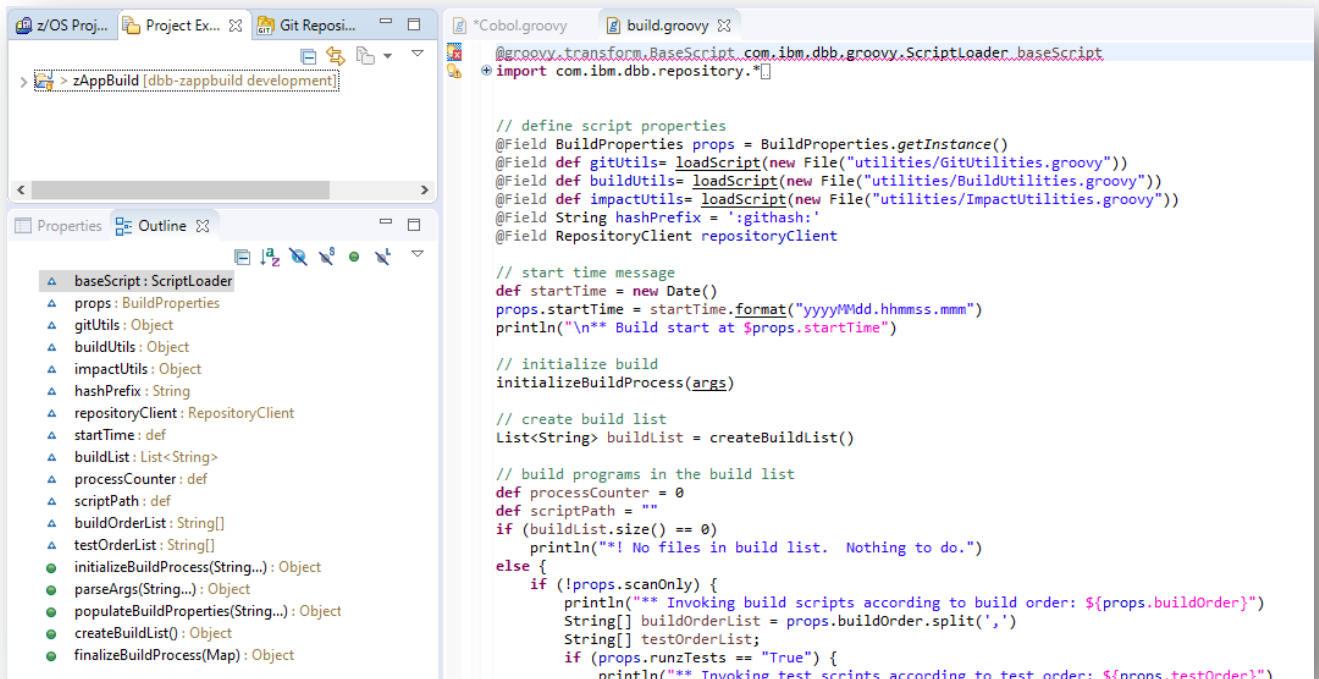 z/OS Proj...
Project Ex...
Git Reposi...
> zAppBuild [dbb-zappbuild development]
Properties
Outline
baseScript : ScriptLoader
props : BuildProperties
gitUtils : Object
buildUtils : Object
impactUtils : Object
hashPrefix : String
repositoryClient : RepositoryClient
startTime : def
buildList : List<String>
processCounter : def
scriptPath : def
buildOrderList : String[]
testOrderList : String[]
initializeBuildProcess(String...) : Object
parseArgs(String...) : Object
populateBuildProperties(String...) : Object
createBuildList() : Object
finalizeBuildProcess(Map) : Object
*Cobol.groovy
build.groovy
@groovy.transform.BaseScript com.ibm.dbb.groovy.ScriptLoader baseScript
import com.ibm.dbb.repository.*
// define script properties
@Field BuildProperties props = BuildProperties.getInstance()
@Field def gitUtils= loadScript(new File("utilities/GitUtilities.groovy"))
@Field def buildUtils= loadScript(new File("utilities/BuildUtilities.groovy"))
@Field def impactUtils= loadScript(new File("utilities/ImpactUtilities.groovy"))
@Field String hashPrefix = ':githash:'
@Field RepositoryClient repositoryClient
// start time message
def startTime = new Date()
props.startTime = startTime.format("yyyyMMdd.hhmmss.mmm")
println("\n** Build start at $props.startTime")
// initialize build
initializeBuildProcess(args)
// create build list
List<String> buildList = createBuildList()
// build programs in the build list
def processCounter = 0
def scriptPath = ""
if (buildList.size() == 0)
println("*! No files in build list.  Nothing to do.")
else {
if (!props.scanOnly) {
println("** Invoking build scripts according to build order: ${props.buildOrder}")
String[] buildOrderList = props.buildOrder.split(',')
String[] testOrderList;
if (props.runzTests == "True") {
println("** Invoking test scripts according to test order: ${props.testOrder}")